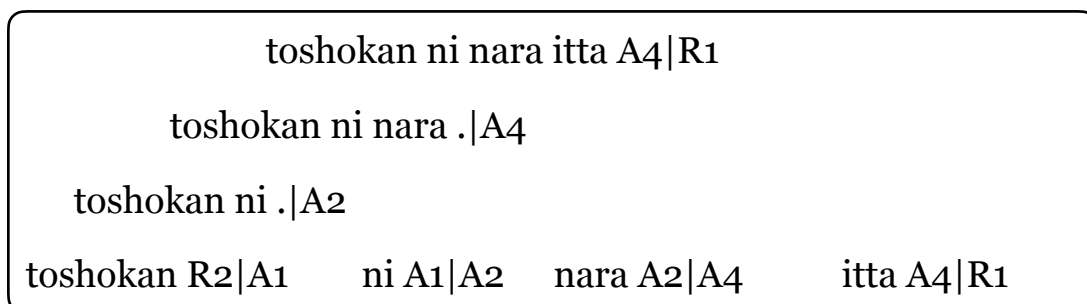 toshokan ni nara itta A4|R1
toshokan ni nara .|A4
toshokan ni .|A2
toshokan R2|A1 ni A1|A2 nara A2|A4 itta A4|R1